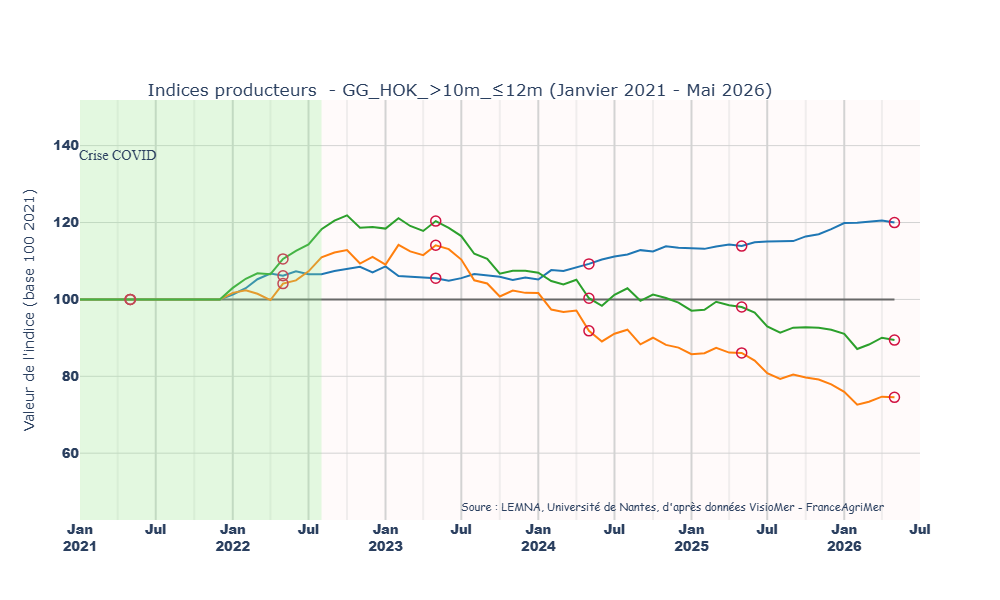 Indices producteurs - GG_HOK_>10m_≤12m (Janvier 2021 - Mai 2026)
Valeur de l'indice (base 100 2021)
140
Crise COVID
120
100
80
60
Soure : LEMNA, Université de Nantes, d'après données VisioMer - FranceAgriMer
Jan Jul Jan Jul Jan Jul Jan Jul Jan Jul Jan Jul
2021 2022 2023 2024 2025 2026